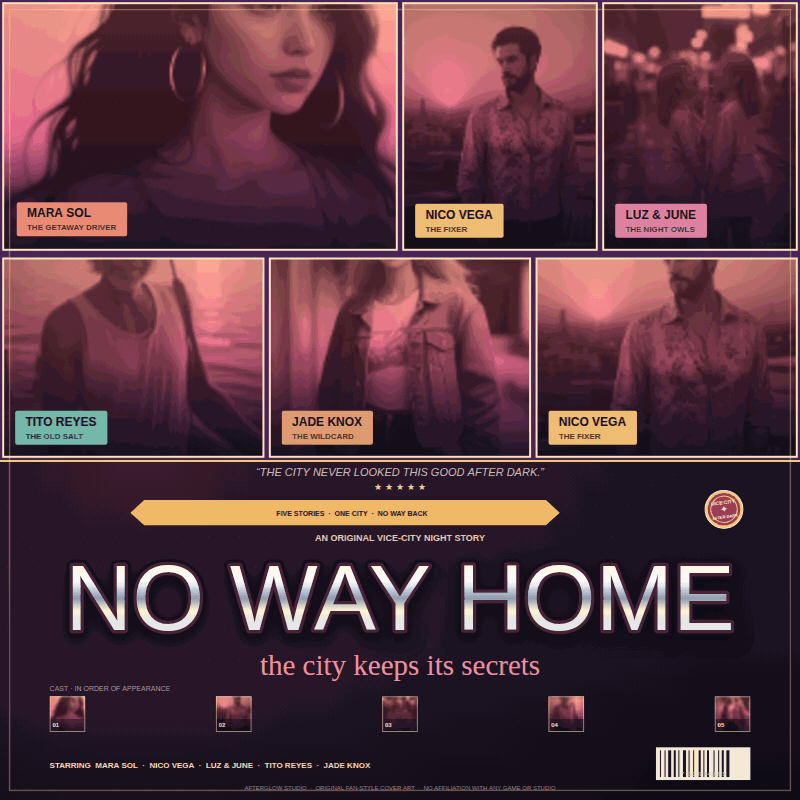 MARA SOL
THE GETAWAY DRIVER
NICO VEGA
THE FIXER
LUZ & JUNE
THE NIGHT OWLS
TITO REYES
THE OLD SALT
JADE KNOX
THE WILDCARD
NICO VEGA
THE FIXER
“THE CITY NEVER LOOKED THIS GOOD AFTER DARK.”
★ ★ ★ ★ ★
FIVE STORIES · ONE CITY · NO WAY BACK
VICE-CITY
AFTER DARK
AN ORIGINAL VICE-CITY NIGHT STORY
NO WAY HOME
the city keeps its secrets
CAST · IN ORDER OF APPEARANCE
01
02
03
04
05
STARRING MARA SOL · NICO VEGA · LUZ & JUNE · TITO REYES · JADE KNOX
AFTERGLOW STUDIO · ORIGINAL FAN-STYLE COVER ART · NO AFFILIATION WITH ANY GAME OR STUDIO